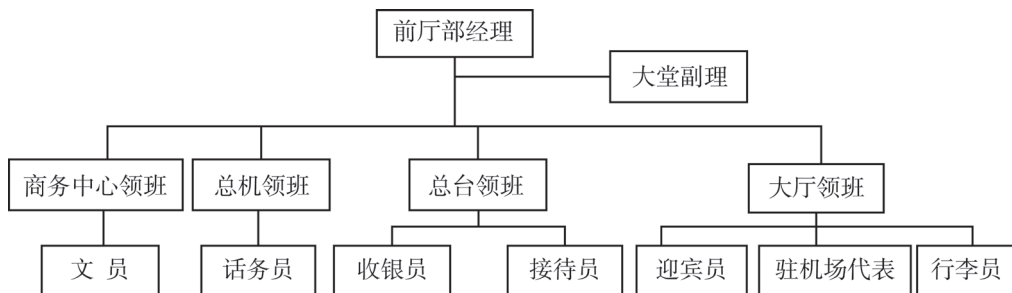 前厅部经理
大堂副理
商务中心领班
总机领班
总台领班
大厅领班
文 员
话务员
收银员
接待员
迎宾员
驻机场代表
行李员